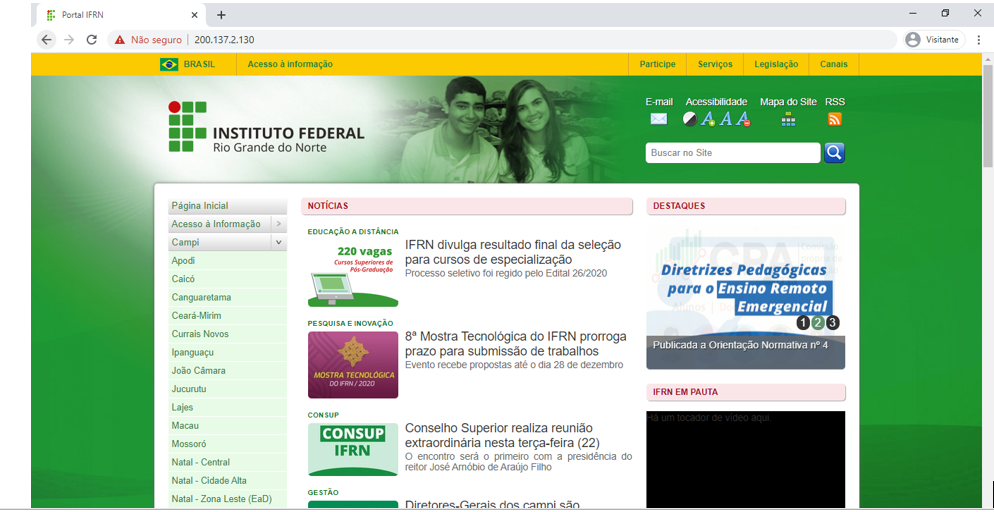 Portal IFRN
Não seguro | 200.137.2.130
Visitante
BRASIL
Acesso à informação
Participe
Serviços
Legislação
Canais
INSTITUTO FEDERAL
Rio Grande do Norte
E-mail
Acessibilidade
Mapa do Site
RSS
A A A
Buscar no Site
Página Inicial
Acesso à Informação
Campi
Apodi
Caicó
Canguaretama
Ceará-Mirim
Currais Novos
Ipanguaçu
João Câmara
Jucurutu
Lajes
Macau
Mossoró
Natal - Central
Natal - Cidade Alta
Natal - Zona Leste (EaD)
NOTÍCIAS
EDUCAÇÃO A DISTÂNCIA
220 vagas
Cursos Superiores de
Pós-Graduação
IFRN divulga resultado final da seleção
para cursos de especialização
Processo seletivo foi regido pelo Edital 26/2020
PESQUISA E INOVAÇÃO
MOSTRA TECNOLÓGICA
DO IFRN / 2020
8ª Mostra Tecnológica do IFRN prorroga
prazo para submissão de trabalhos
Evento recebe propostas até o dia 28 de dezembro
CONSUP
CONSUP
IFRN
Conselho Superior realiza reunião
extraordinária nesta terça-feira (22)
O encontro será o primeiro com a presidência do
reitor José Arnóbio de Araújo Filho
GESTÃO
Diretores-Gerais dos campi são
DESTAQUES
CPA
Diretrizes Pedagógicas
para o Ensino Remoto
Emergencial
1 2 3
Publicada a Orientação Normativa nº 4
IFRN EM PAUTA
Há um tocador de vídeo aqui.